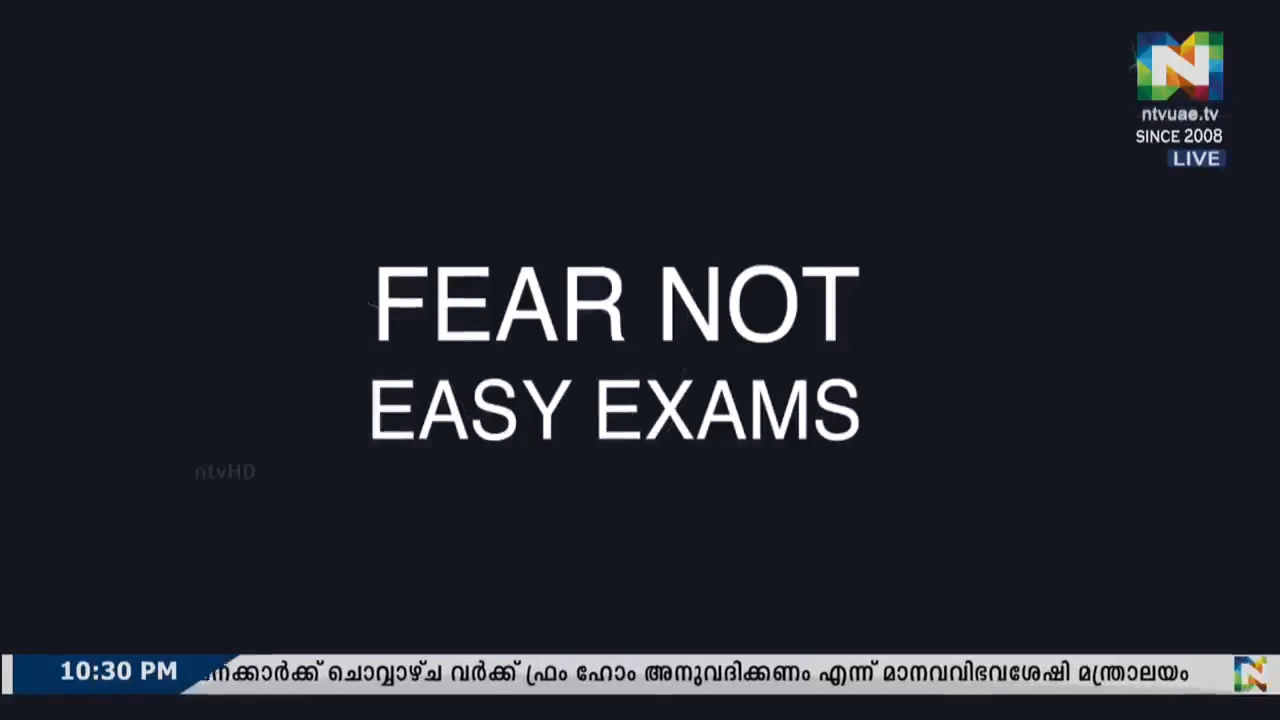 ntvuae.tv
SINCE 2008
LIVE
FEAR NOT
EASY EXAMS
ntvHD
10:30 PM
ചൊവ്വാഴ്ച വർക്ക് ഫ്രം ഹോം അനുവദിക്കണം എന്ന് മാനവവിഭവശേഷി മന്ത്രാലയം